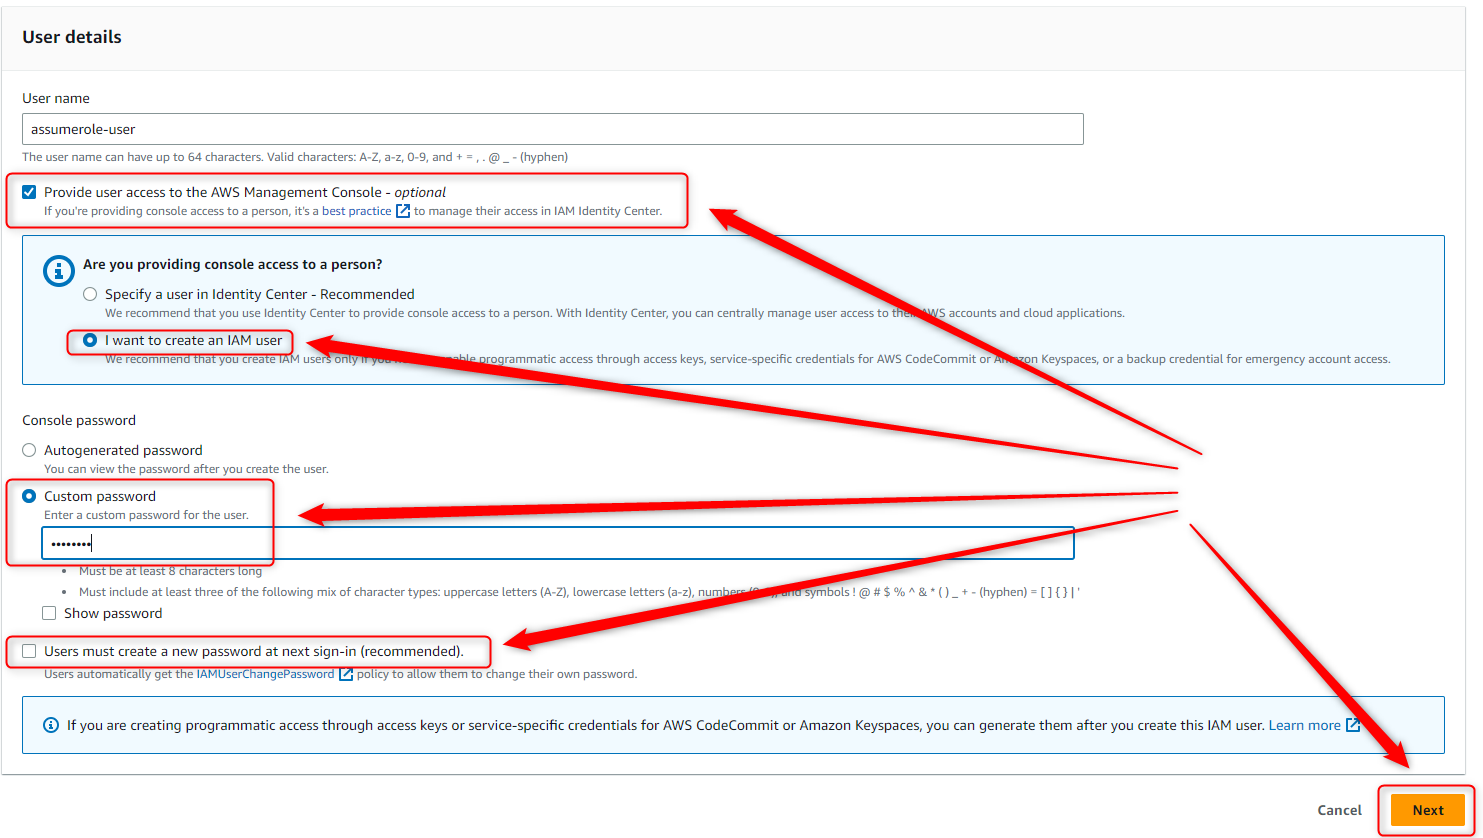 User details
User name
assumerole-user
The user name can have up to 64 characters. Valid characters: A-Z, a-z, 0-9, and + = , . @ _ - (hyphen)
Provide user access to the AWS Management Console - optional
If you're providing console access to a person, it's a best practice to manage their access in IAM Identity Center.
Are you providing console access to a person?
Specify a user in Identity Center - Recommended
We recommend that you use Identity Center to provide console access to a person. With Identity Center, you can centrally manage user access to their AWS accounts and cloud applications.
I want to create an IAM user
We recommend that you create IAM users only if you programmatic access through access keys, service-specific credentials for AWS CodeCommit or Amazon Keyspaces, or a backup credential for emergency account access.
Console password
Autogenerated password
You can view the password after you create the user.
Custom password
Enter a custom password for the user.
••••••••
Must be at least 8 characters long
Must include at least three of the following mix of character types: uppercase letters (A-Z), lowercase letters (a-z), numbers and symbols ! @ # $ % ^ & * ( ) _ + - (hyphen) = [ ] { } | '
Show password
Users must create a new password at next sign-in (recommended).
Users automatically get the IAMUserChangePassword policy to allow them to change their own password.
If you are creating programmatic access through access keys or service-specific credentials for AWS CodeCommit or Amazon Keyspaces, you can generate them after you create this IAM user. Learn more
Cancel
Next